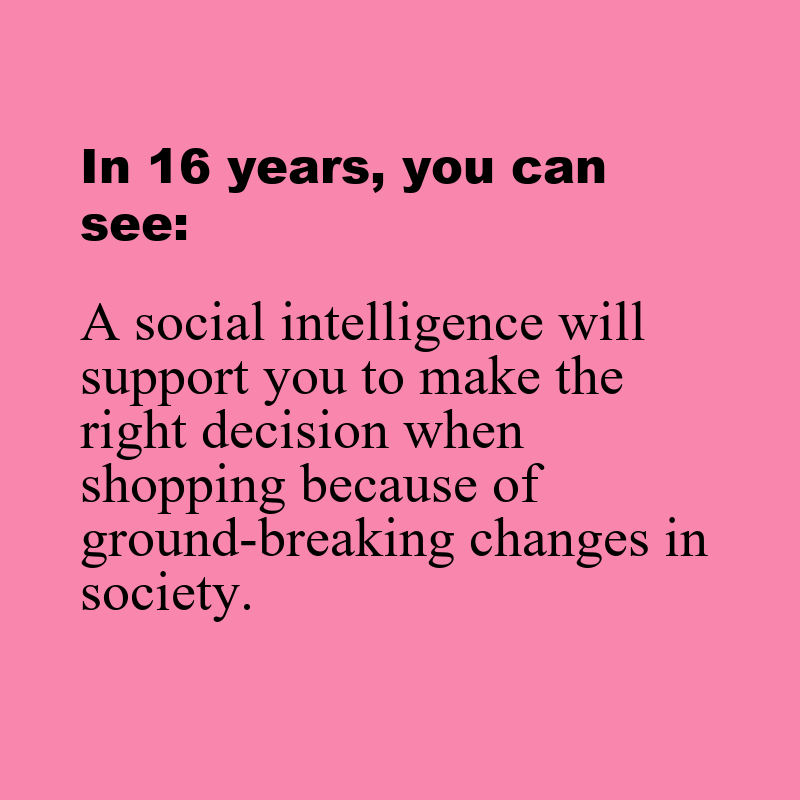 In 16 years, you can
see:
A social intelligence will
support you to make the
right decision when
shopping because of
ground-breaking changes in
society.